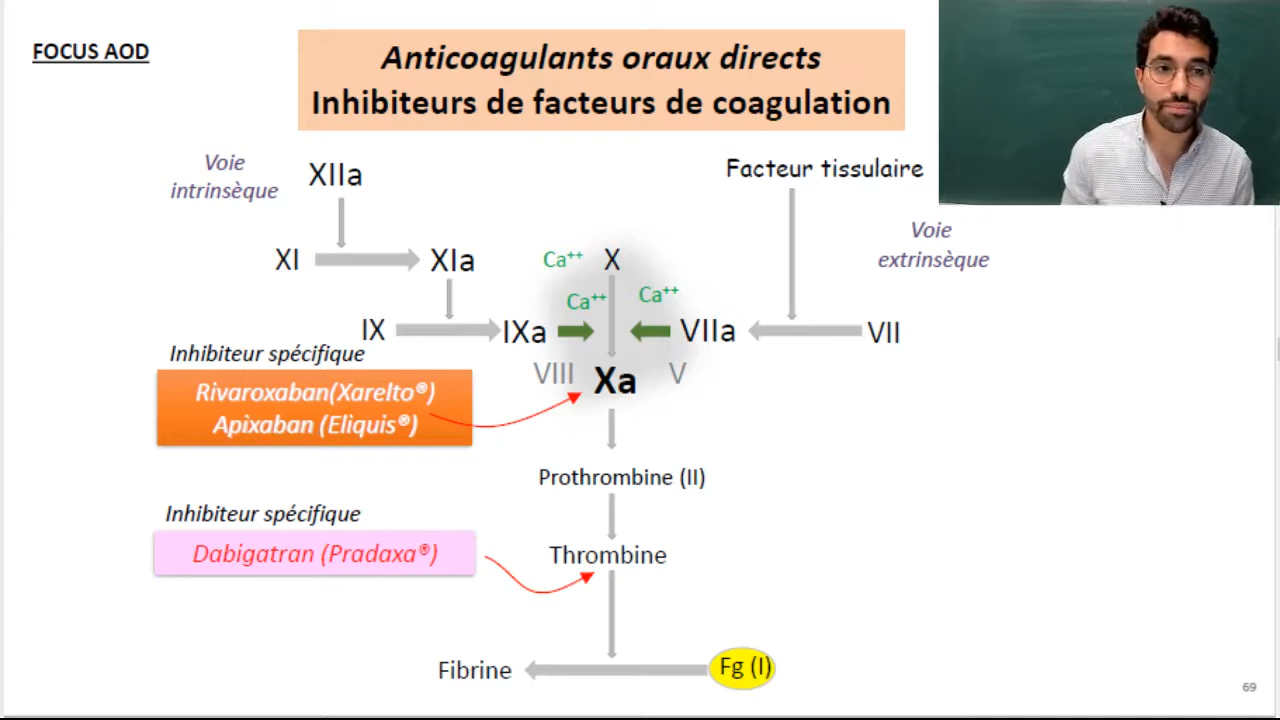 FOCUS AOD
Anticoagulants oraux directs
Inhibiteurs de facteurs de coagulation
Voie
intrinsèque
XIIa
Facteur tissulaire
Voie
extrinsèque
XI
XIa
Ca⁺⁺
X
Ca⁺⁺
Ca⁺⁺
IX
IXa
VIIa
VII
Inhibiteur spécifique
VIII
Xa
V
Rivaroxaban(Xarelto®)
Apixaban (Eliquis®)
Prothrombine (II)
Inhibiteur spécifique
Dabigatran (Pradaxa®)
Thrombine
Fibrine
Fg (I)
69